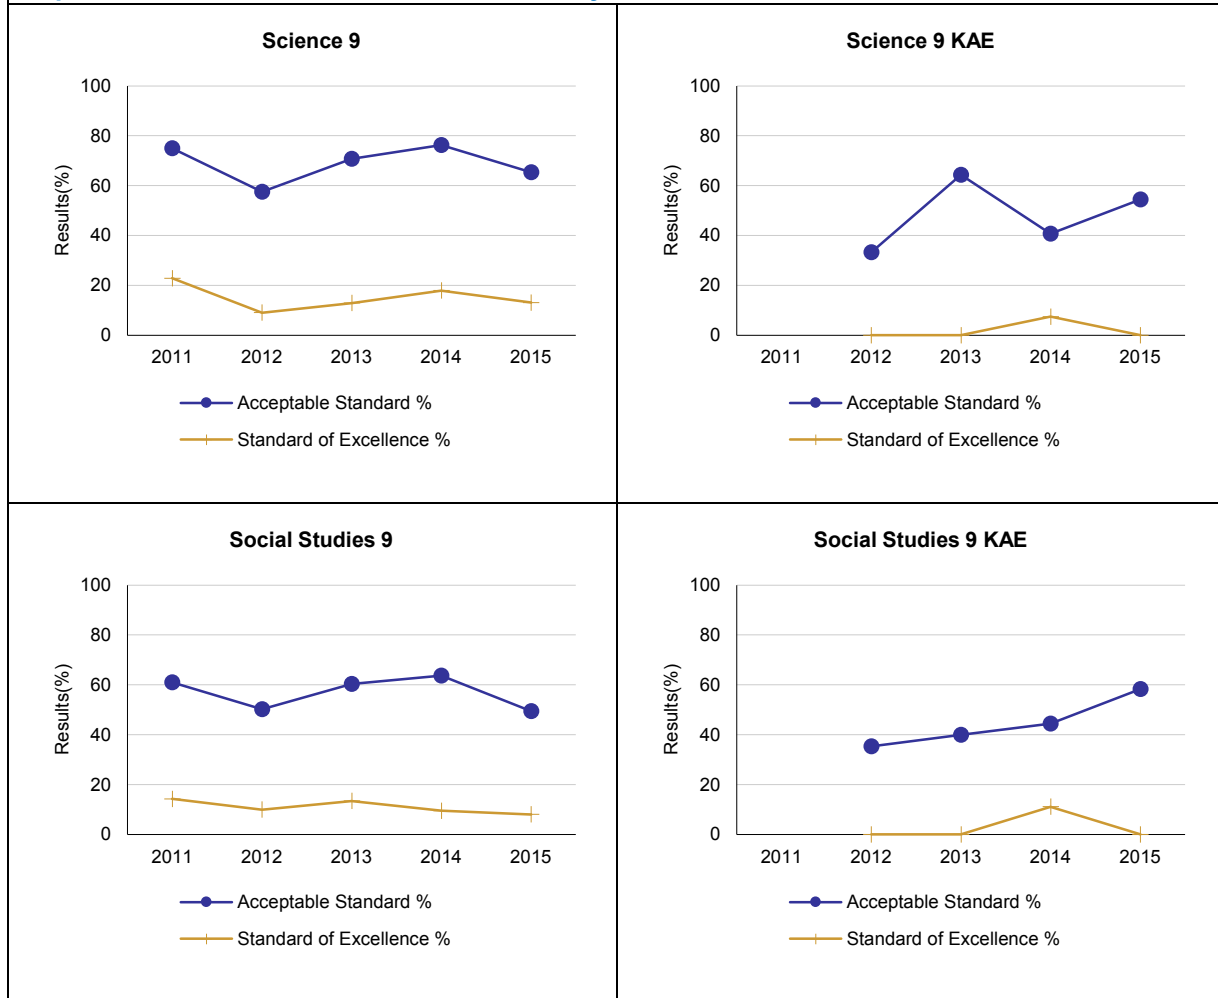 Science 9
100
80
60
40
20
0
Results(%)
2011 2012 2013 2014 2015
Acceptable Standard %
Standard of Excellence %
Science 9 KAE
100
80
60
40
20
0
Results(%)
2011 2012 2013 2014 2015
Acceptable Standard %
Standard of Excellence %
Social Studies 9
100
80
60
40
20
0
Results(%)
2011 2012 2013 2014 2015
Acceptable Standard %
Standard of Excellence %
Social Studies 9 KAE
100
80
60
40
20
0
Results(%)
2011 2012 2013 2014 2015
Acceptable Standard %
Standard of Excellence %